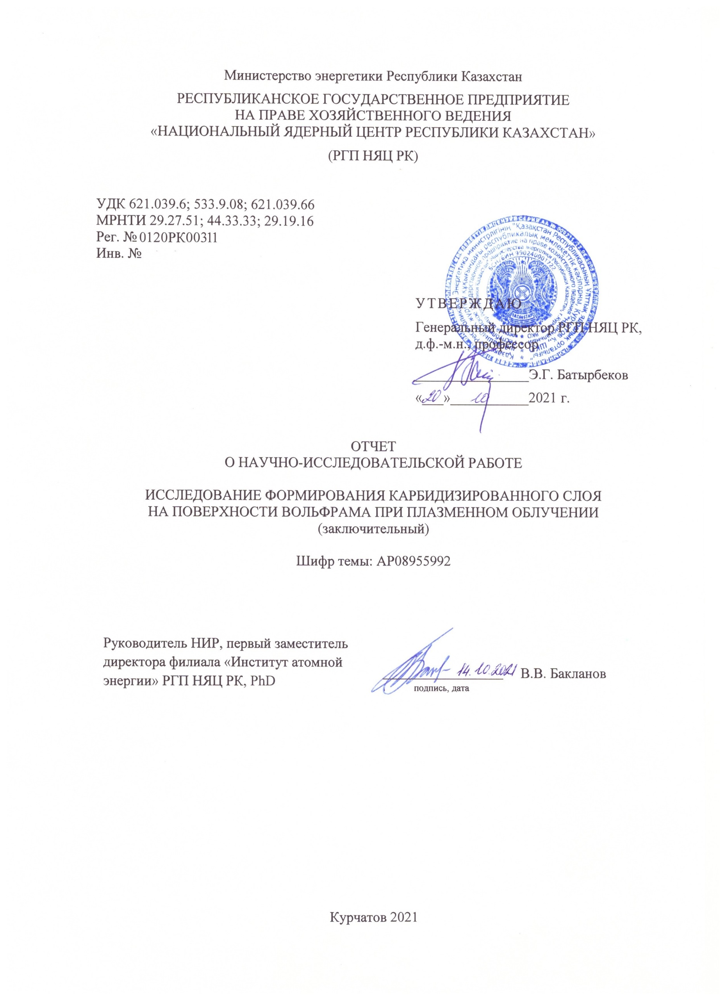 Министерство энергетики Республики Казахстан
РЕСПУБЛИКАНСКОЕ ГОСУДАРСТВЕННОЕ ПРЕДПРИЯТИЕ
НА ПРАВЕ ХОЗЯЙСТВЕННОГО ВЕДЕНИЯ
«НАЦИОНАЛЬНЫЙ ЯДЕРНЫЙ ЦЕНТР РЕСПУБЛИКИ КАЗАХСТАН»
(РГП НЯЦ РК)
УДК 621.039.6; 533.9.08; 621.039.66
МРНТИ 29.27.51; 44.33.33; 29.19.16
Рег. № 0120РК00311
Инв. №
БСН/БИН 990240001722
УТВЕРЖДАЮ
Генеральный директор РГП НЯЦ РК,
д.ф.-м.н., профессор
Э.Г. Батырбеков
«20» 10 2021 г.
ОТЧЕТ
О НАУЧНО-ИССЛЕДОВАТЕЛЬСКОЙ РАБОТЕ
ИССЛЕДОВАНИЕ ФОРМИРОВАНИЯ КАРБИДИЗИРОВАННОГО СЛОЯ
НА ПОВЕРХНОСТИ ВОЛЬФРАМА ПРИ ПЛАЗМЕННОМ ОБЛУЧЕНИИ
(заключительный)
Шифр темы: АР08955992
Руководитель НИР, первый заместитель
директора филиала «Институт атомной
энергии» РГП НЯЦ РК, PhD
14.10.2021 В.В. Бакланов
подпись, дата
Курчатов 2021